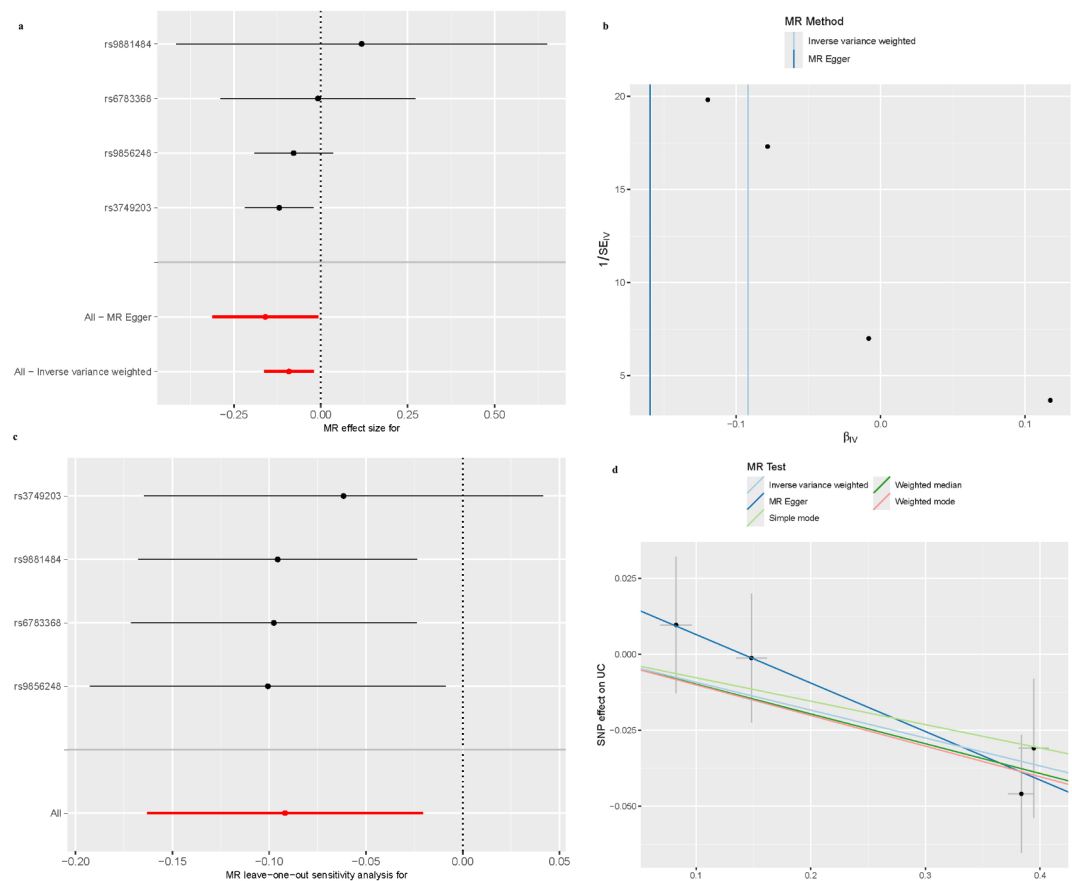 a
rs9881484
rs6783368
rs9856248
rs3749203
All − MR Egger
All − Inverse variance weighted
−0.25 0.00 0.25 0.50
MR effect size for
b
MR Method
Inverse variance weighted
MR Egger
20
15
10
5
1/SE_IV
−0.1 0.0 0.1
β_IV
c
rs3749203
rs9881484
rs6783368
rs9856248
All
−0.20 −0.15 −0.10 −0.05 0.00 0.05
MR leave−one−out sensitivity analysis for
d
MR Test
Inverse variance weighted Weighted median
MR Egger Weighted mode
Simple mode
0.025
0.000
−0.025
−0.050
SNP effect on UC
0.1 0.2 0.3 0.4